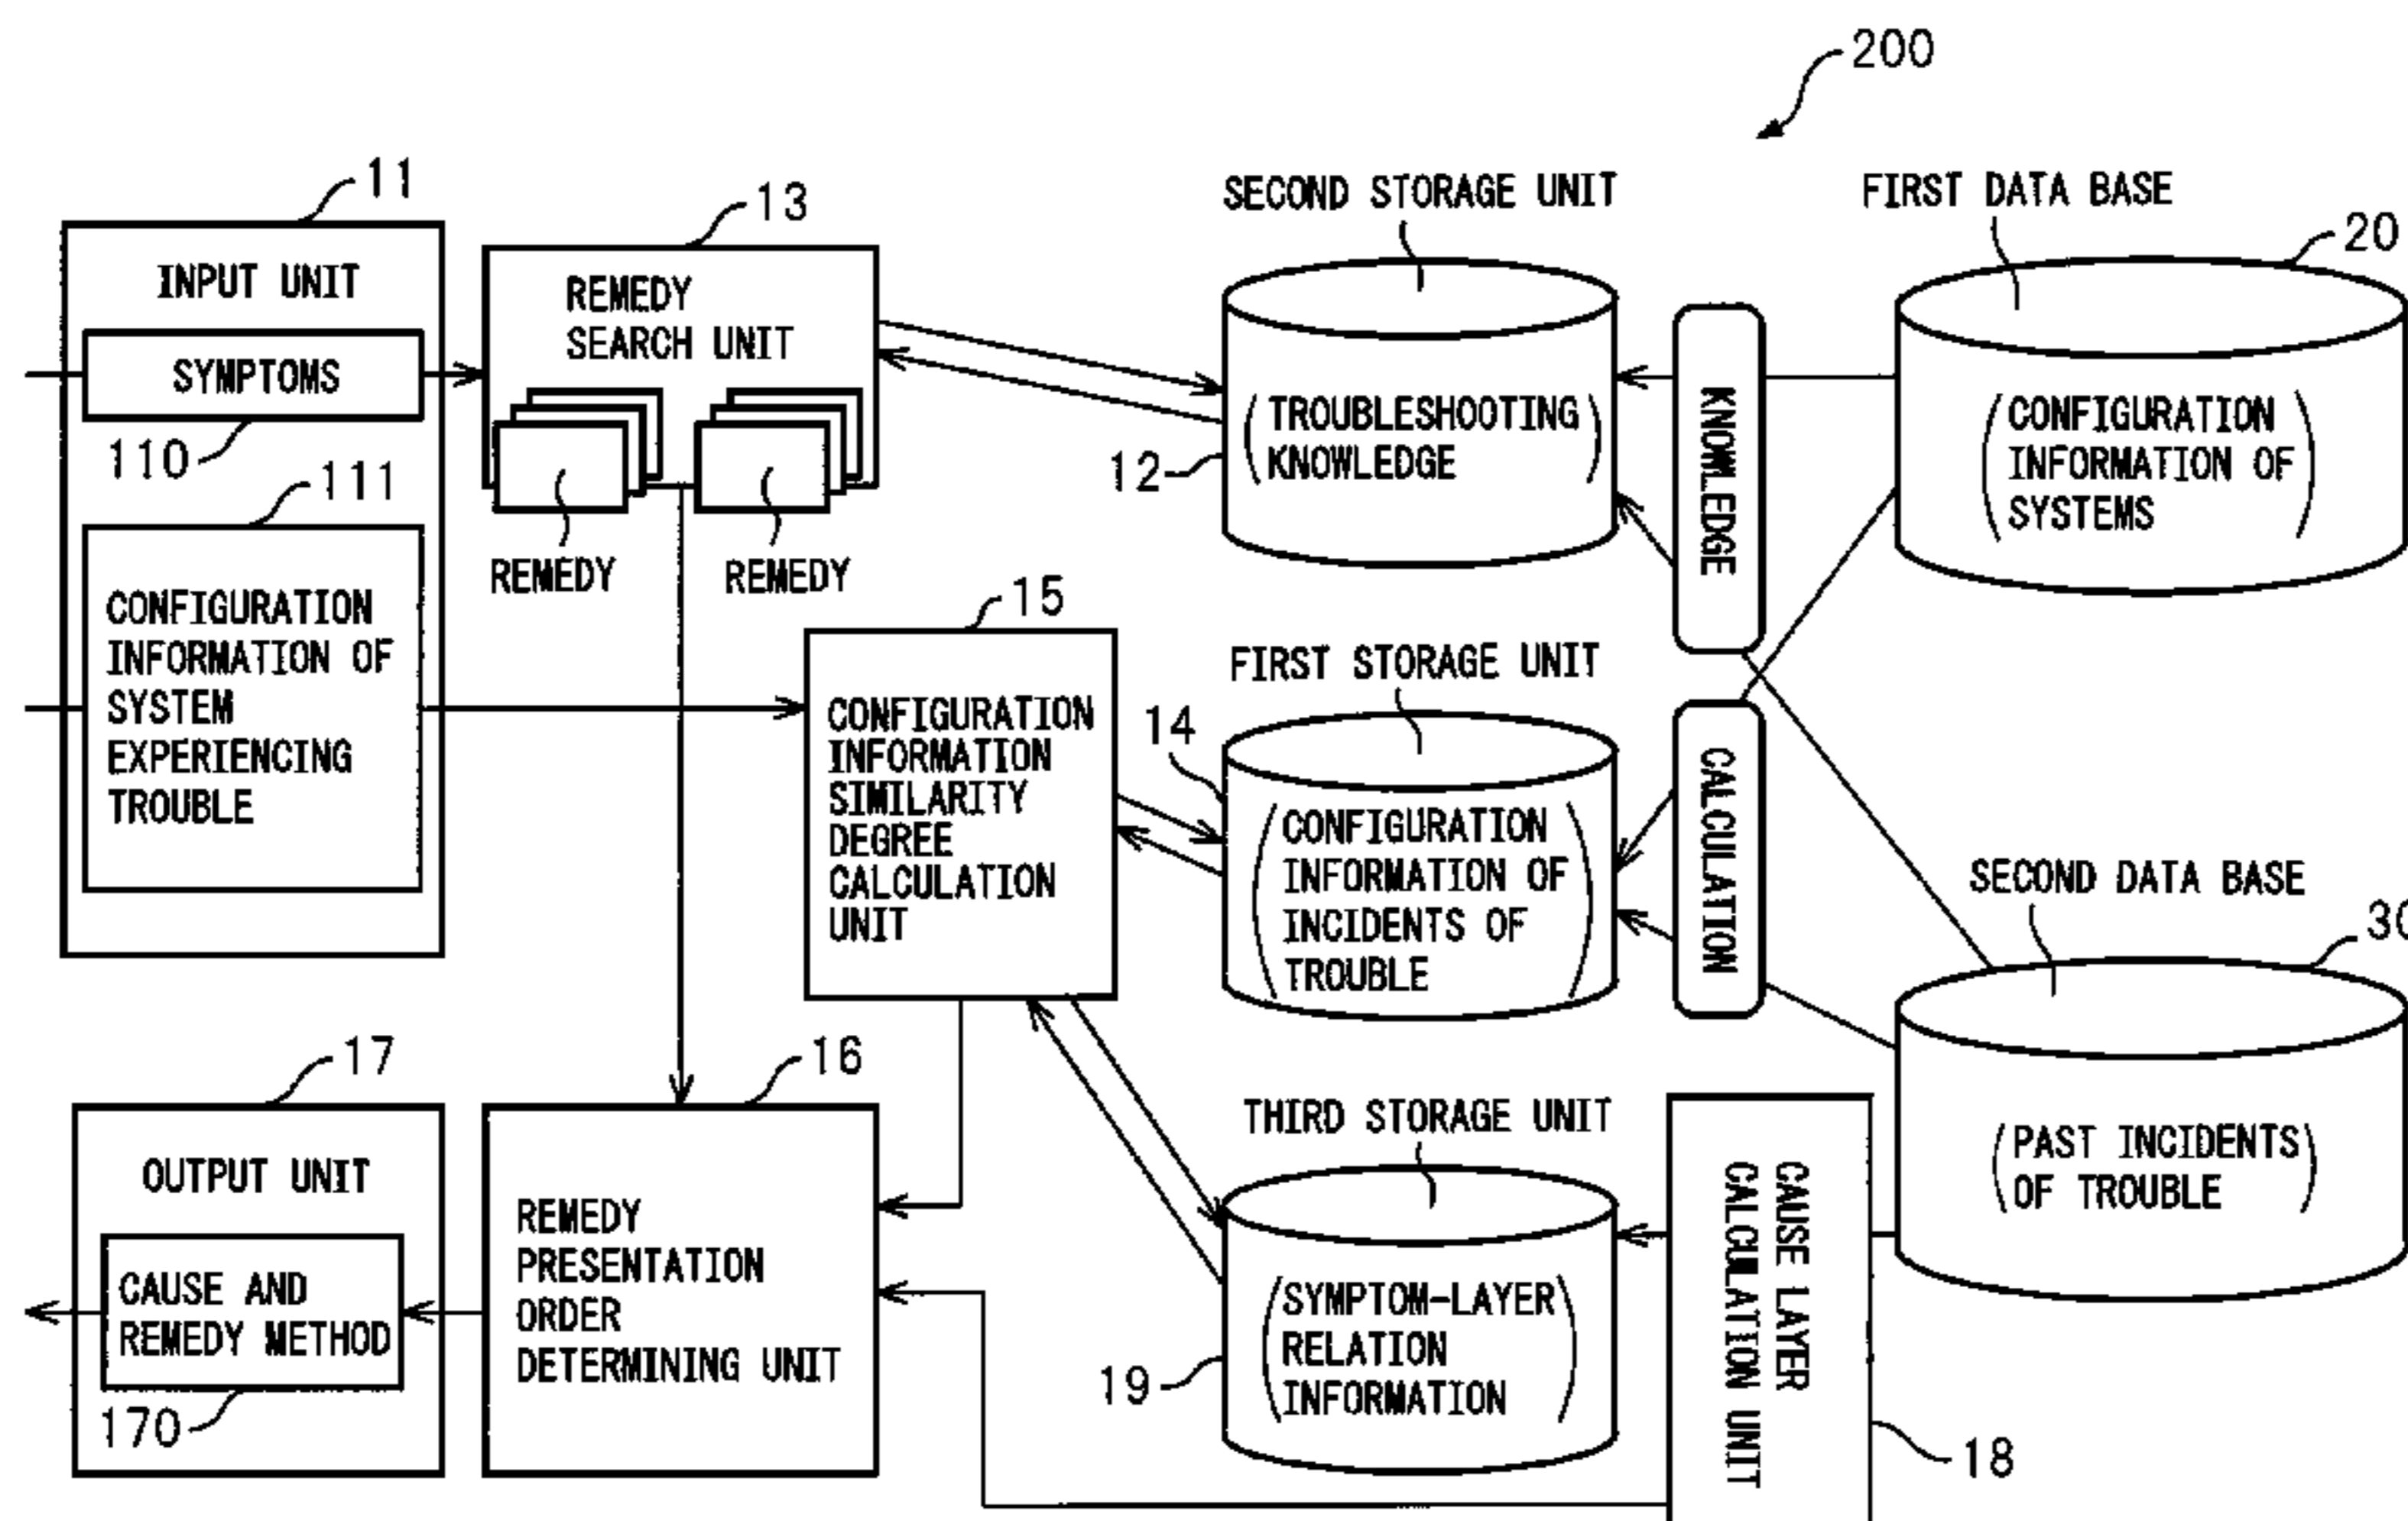 200
11
INPUT UNIT
SYMPTOMS
110
111
CONFIGURATION
INFORMATION OF
SYSTEM
EXPERIENCING
TROUBLE
13
REMEDY
SEARCH UNIT
REMEDY
REMEDY
SECOND STORAGE UNIT
(TROUBLESHOOTING
KNOWLEDGE)
12
KNOWLEDGE
FIRST DATA BASE
20
(CONFIGURATION
INFORMATION OF
SYSTEMS)
15
CONFIGURATION
INFORMATION
SIMILARITY
DEGREE
CALCULATION
UNIT
FIRST STORAGE UNIT
14
(CONFIGURATION
INFORMATION OF
INCIDENTS OF
TROUBLE)
CALCULATION
SECOND DATA BASE
30
(PAST INCIDENTS
OF TROUBLE)
17
OUTPUT UNIT
CAUSE AND
REMEDY METHOD
170
16
REMEDY
PRESENTATION
ORDER
DETERMINING UNIT
THIRD STORAGE UNIT
(SYMPTOM-LAYER
RELATION
INFORMATION)
19
CAUSE LAYER
CALCULATION UNIT
18